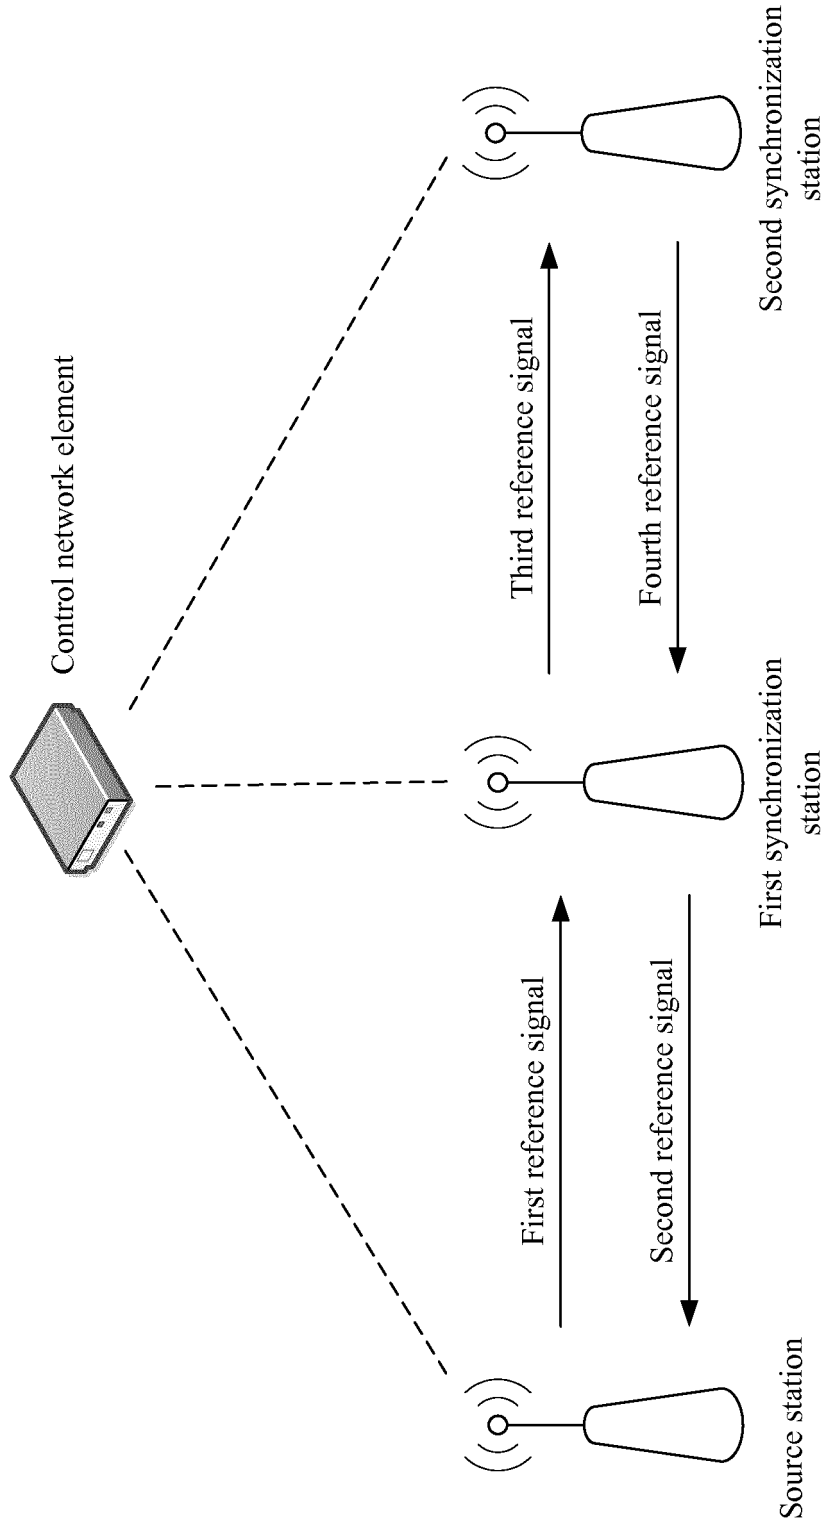 Control network element
First reference signal
Second reference signal
Third reference signal
Fourth reference signal
Source station
First synchronization
station
Second synchronization
station